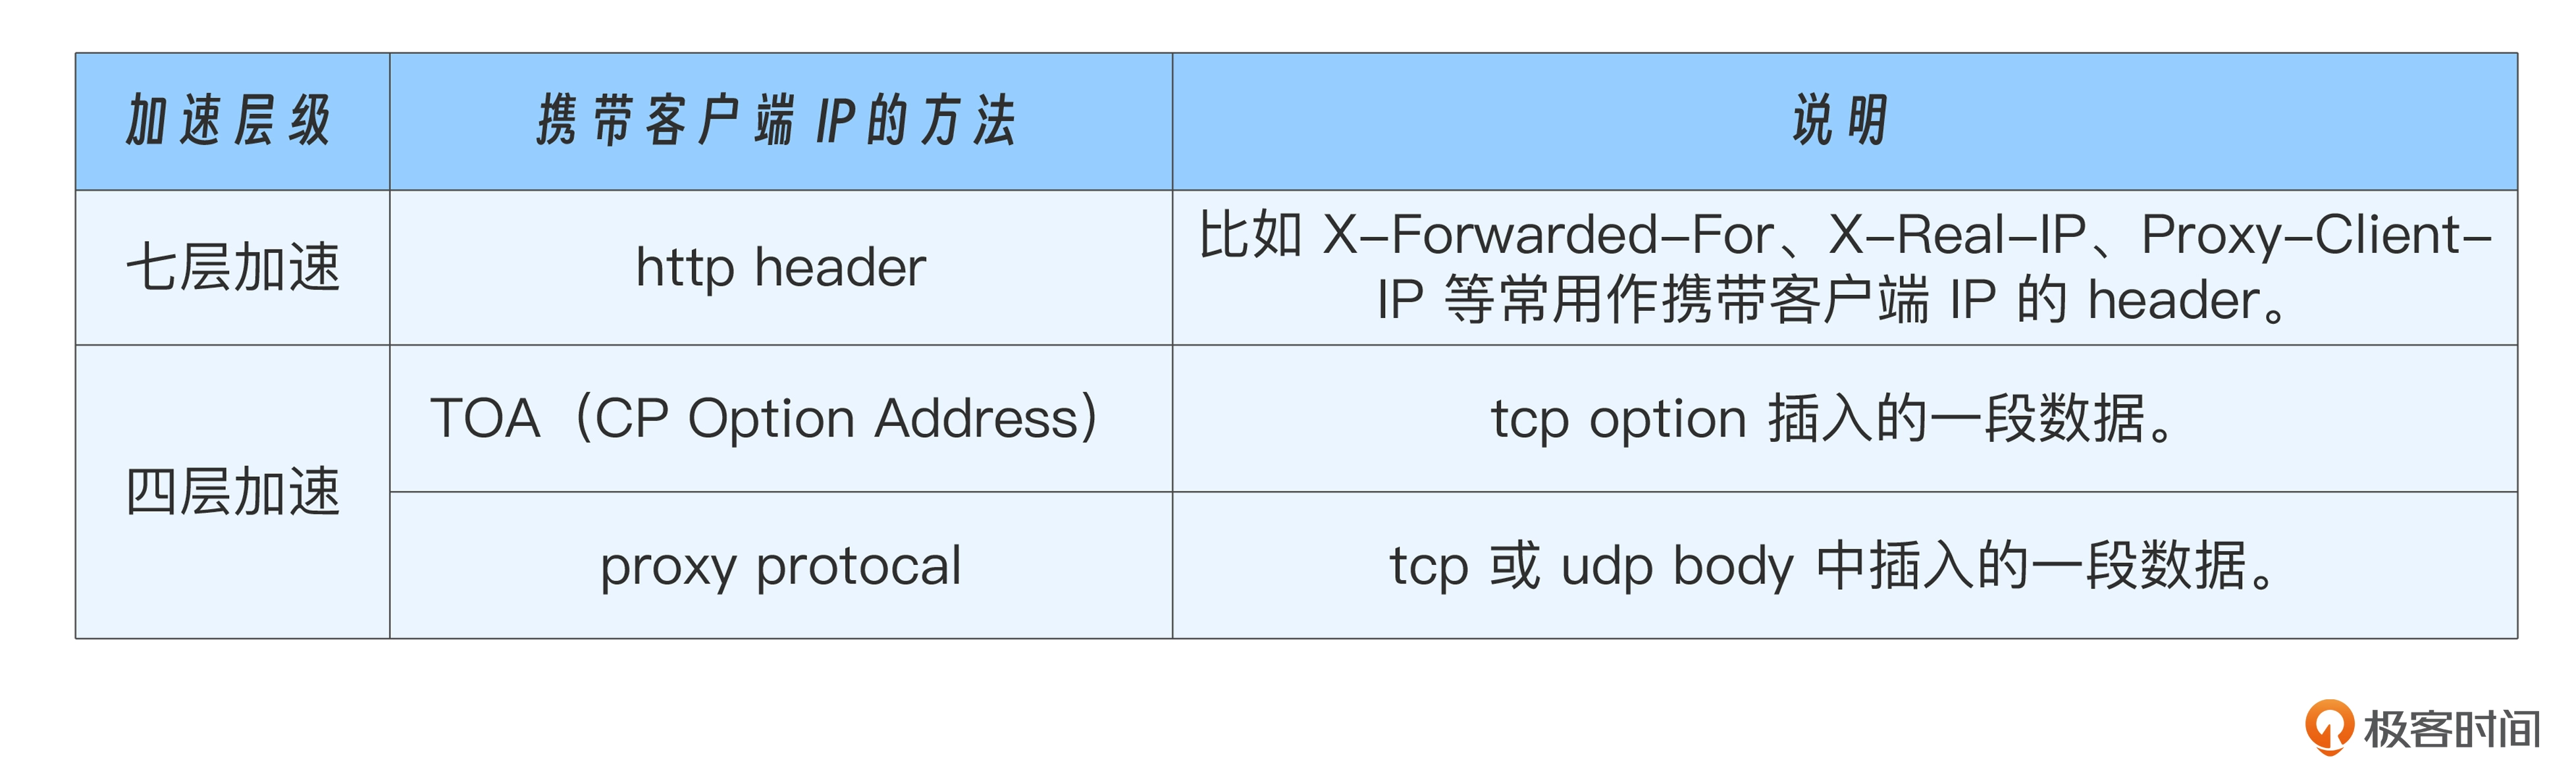 加速层级 携带客户端 IP的方法 说明
七层加速 http header 比如 X-Forwarded-For、X-Real-IP、Proxy-Client-
IP 等常用作携带客户端 IP 的 header。
四层加速 TOA（CP Option Address） tcp option 插入的一段数据。
proxy protocal tcp 或 udp body 中插入的一段数据。
极客时间